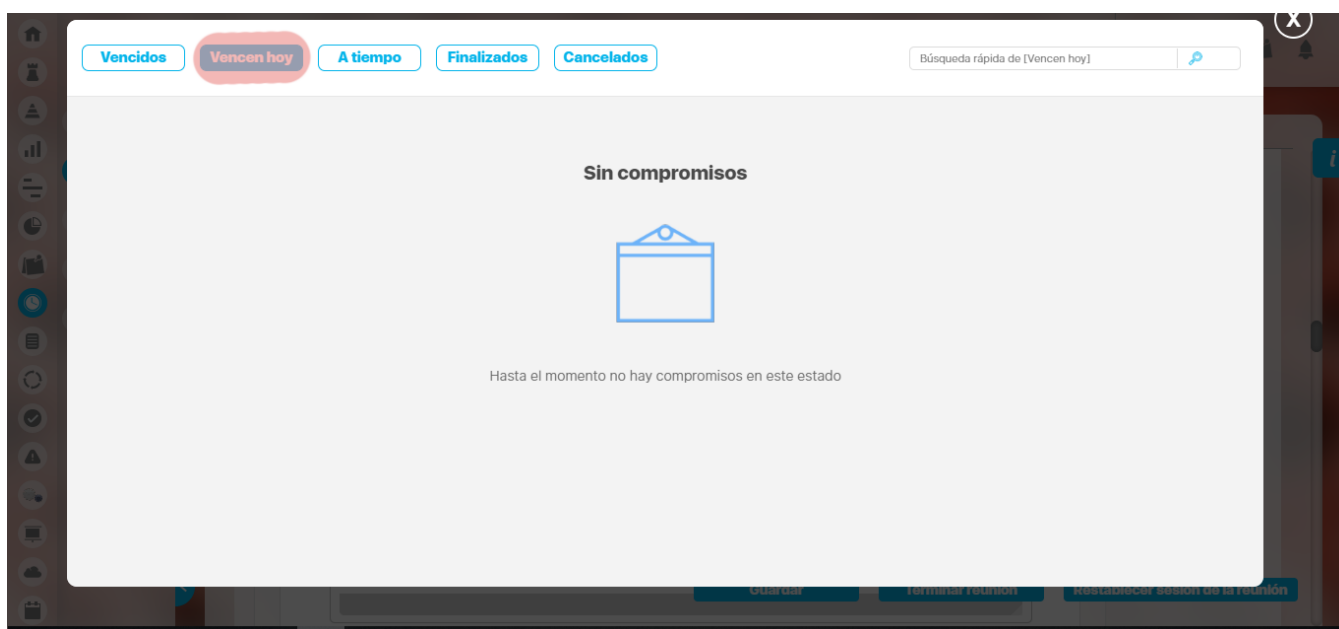 X
Vencidos
Vencen hoy
A tiempo
Finalizados
Cancelados
Búsqueda rápida de [Vencen hoy]
i
Sin compromisos
Hasta el momento no hay compromisos en este estado
Guardar
Terminar reunión
Restablecer sesión de la reunión